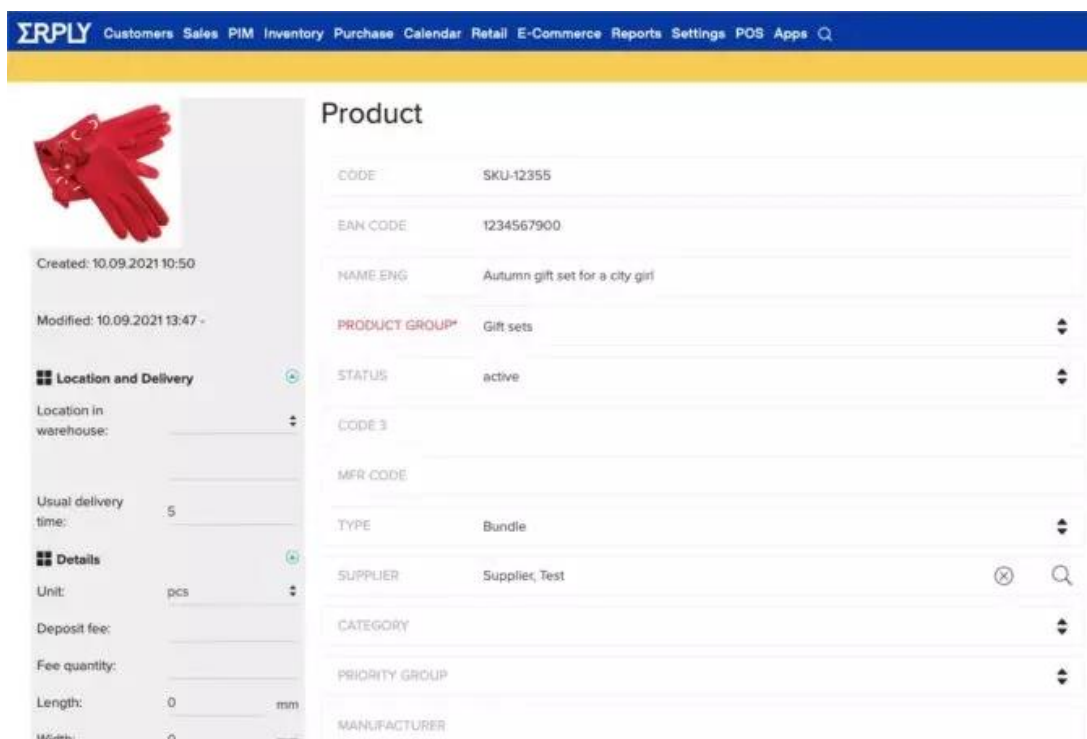 ΣRPLY Customers Sales PIM Inventory Purchase Calendar Retail E-Commerce Reports Settings POS Apps
Created: 10.09.2021 10:50
Modified: 10.09.2021 13:47 -
Location and Delivery
Location in
warehouse:
Usual delivery
time: 5
Details
Unit: pcs
Deposit fee:
Fee quantity:
Length: 0 mm
Width: 0
Product
CODE SKU-12355
EAN CODE 1234567900
NAME ENG Autumn gift set for a city girl
PRODUCT GROUP* Gift sets
STATUS active
CODE 3
MFR CODE
TYPE Bundle
SUPPLIER Supplier, Test
CATEGORY
PRIORITY GROUP
MANUFACTURER